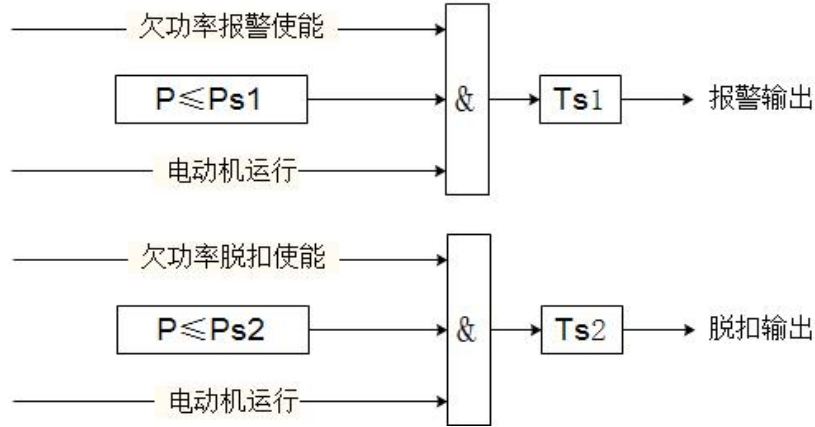 欠功率报警使能
P≤Ps1
&
Ts1
报警输出
电动机运行
欠功率脱扣使能
P≤Ps2
&
Ts2
脱扣输出
电动机运行